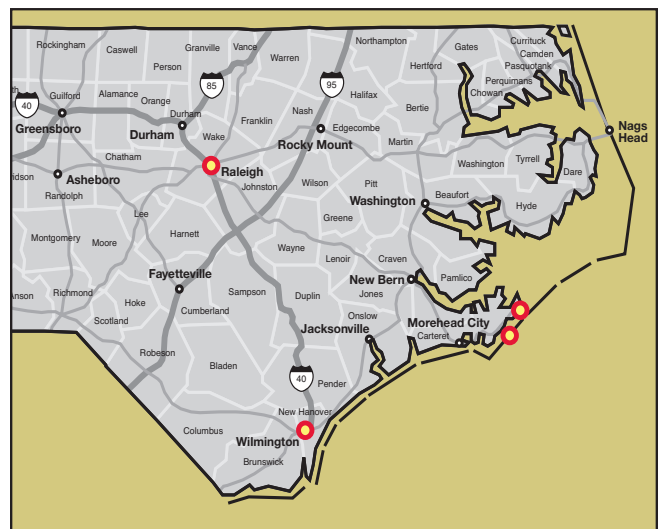 Rockingham
Caswell
Granville
Vance
Northampton
Gates
Currituck
Camden
Pasquotank
Person
Warren
Hertford
Perquimans
Chowan
85
95
Halifax
Bertie
40
Guilford
Alamance
Orange
Durham
Franklin
Nash
Edgecombe
Greensboro
Durham
Wake
Rocky Mount
Martin
Nags
Head
Chatham
Washington
Tyrrell
Dare
idson
Asheboro
Raleigh
Johnston
Wilson
Pitt
Randolph
Washington
Beaufort
Hyde
Lee
Greene
Montgomery
Moore
Harnett
Wayne
Lenoir
Craven
Fayetteville
New Bern
Pamlico
Richmond
Hoke
Sampson
Duplin
Jones
Cumberland
Onslow
Scotland
Jacksonville
Morehead City
Carteret
Robeson
Bladen
40
Pender
New Hanover
Columbus
Wilmington
Brunswick